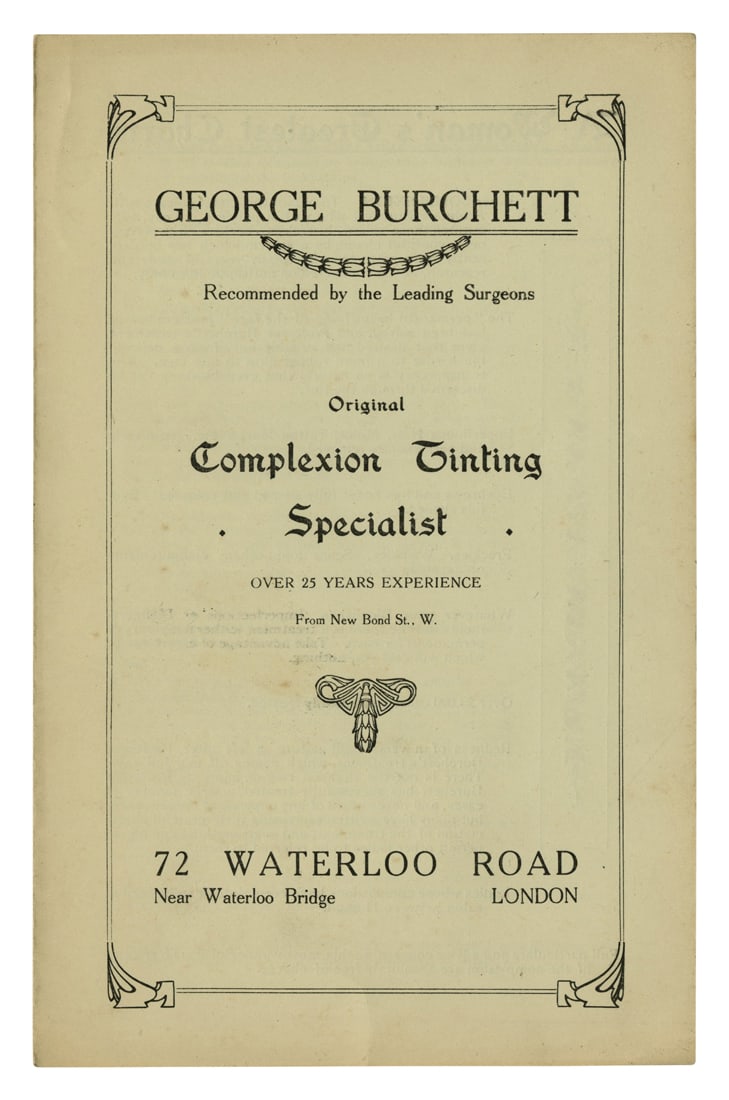 GEORGE BURCHETT
Recommended by the Leading Surgeons
Original
Complexion Tinting
Specialist
OVER 25 YEARS EXPERIENCE
From New Bond St., W.
72 WATERLOO ROAD
Near Waterloo Bridge LONDON